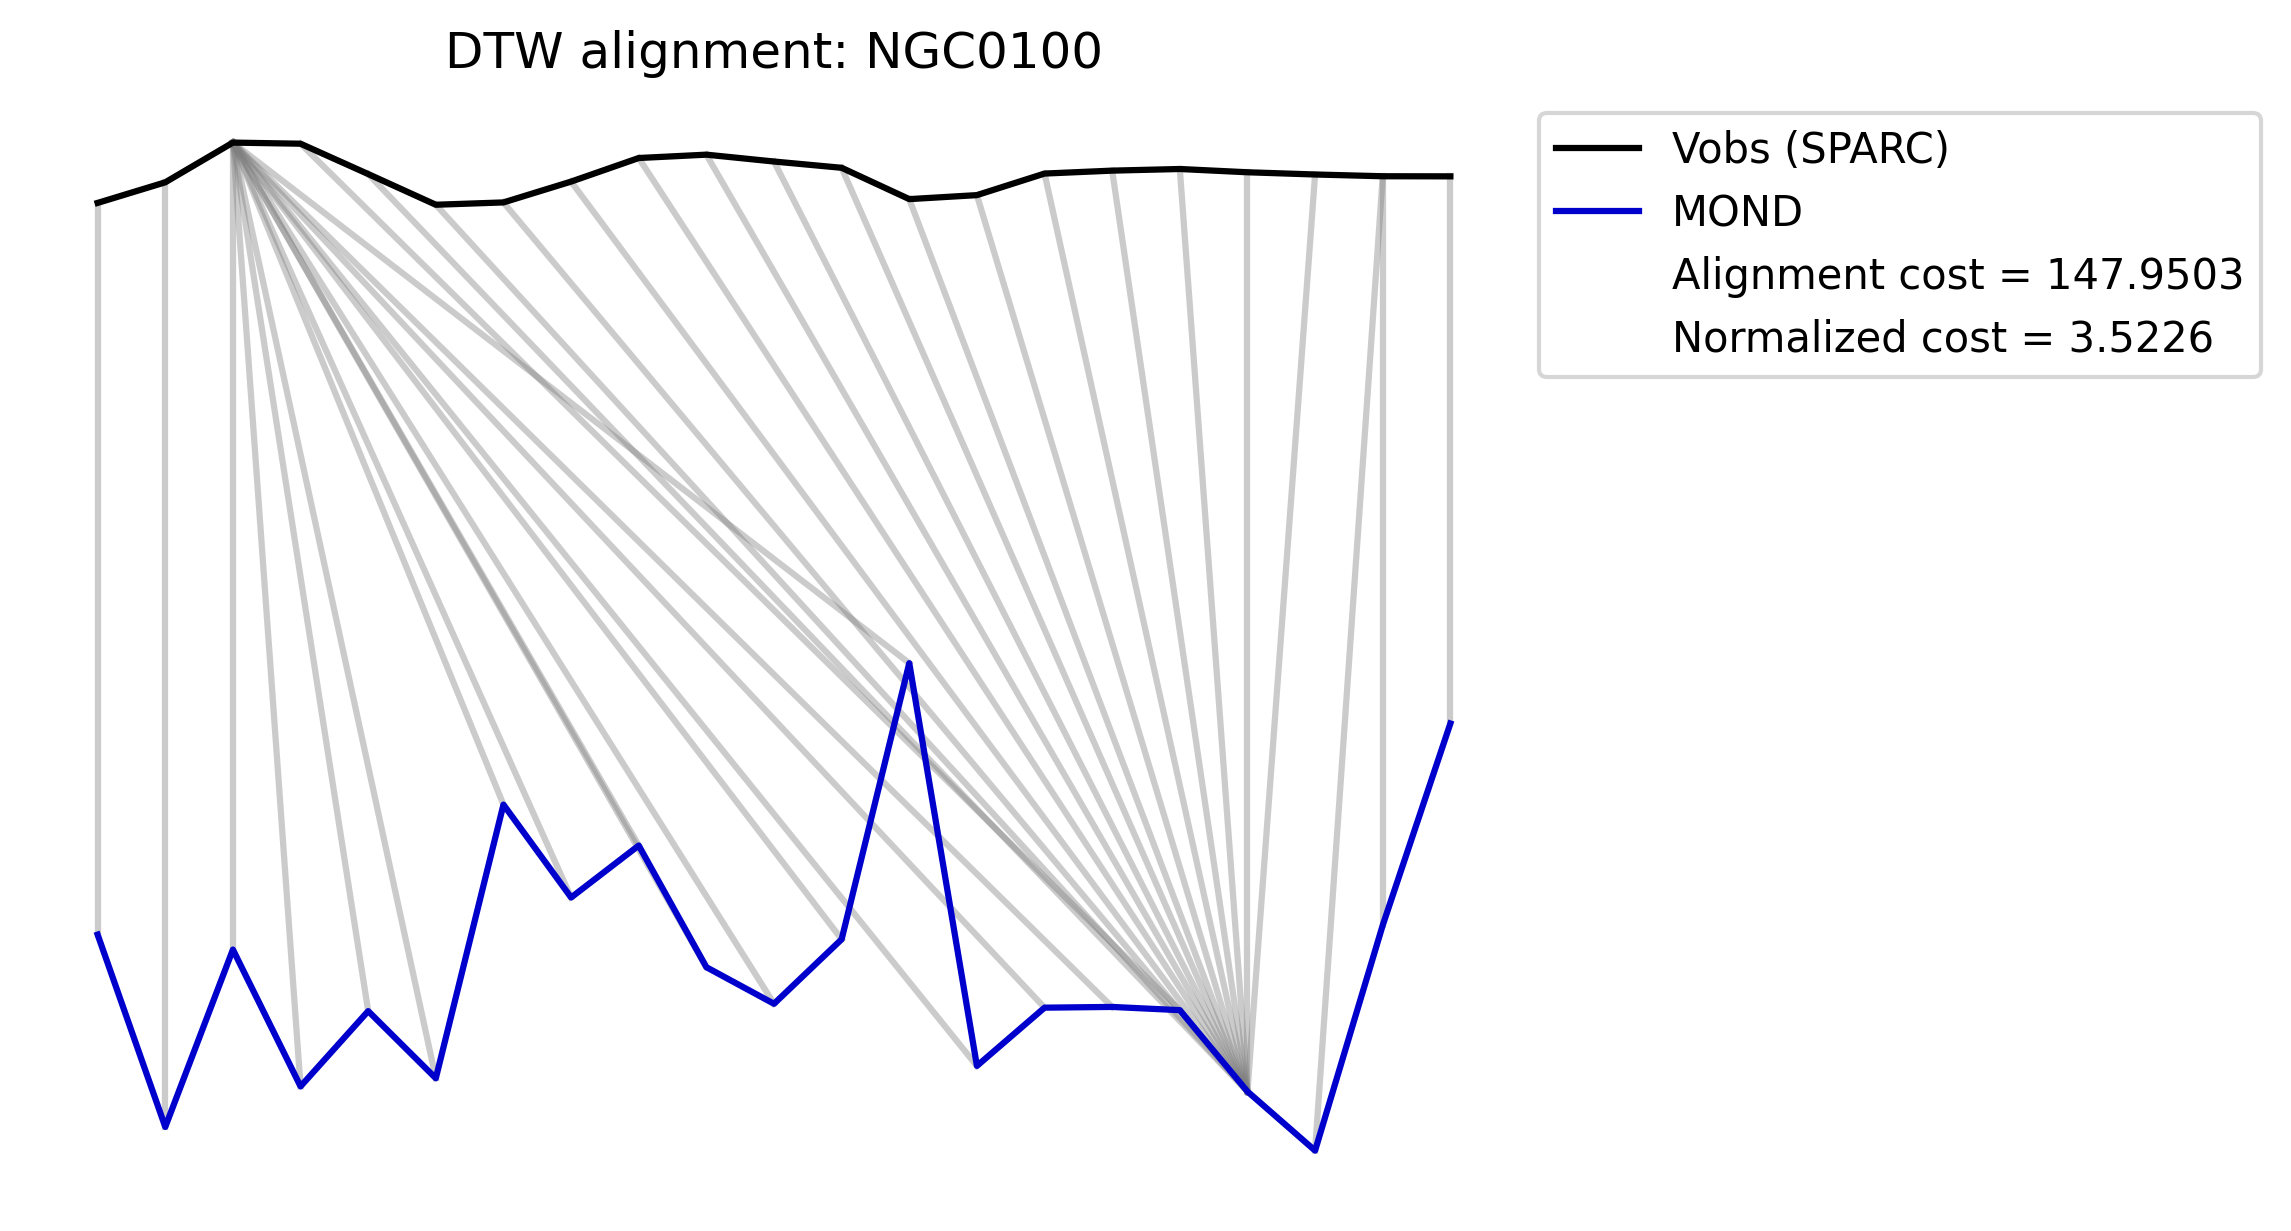 DTW alignment: NGC0100
Vobs (SPARC)
MOND
Alignment cost = 147.9503
Normalized cost = 3.5226